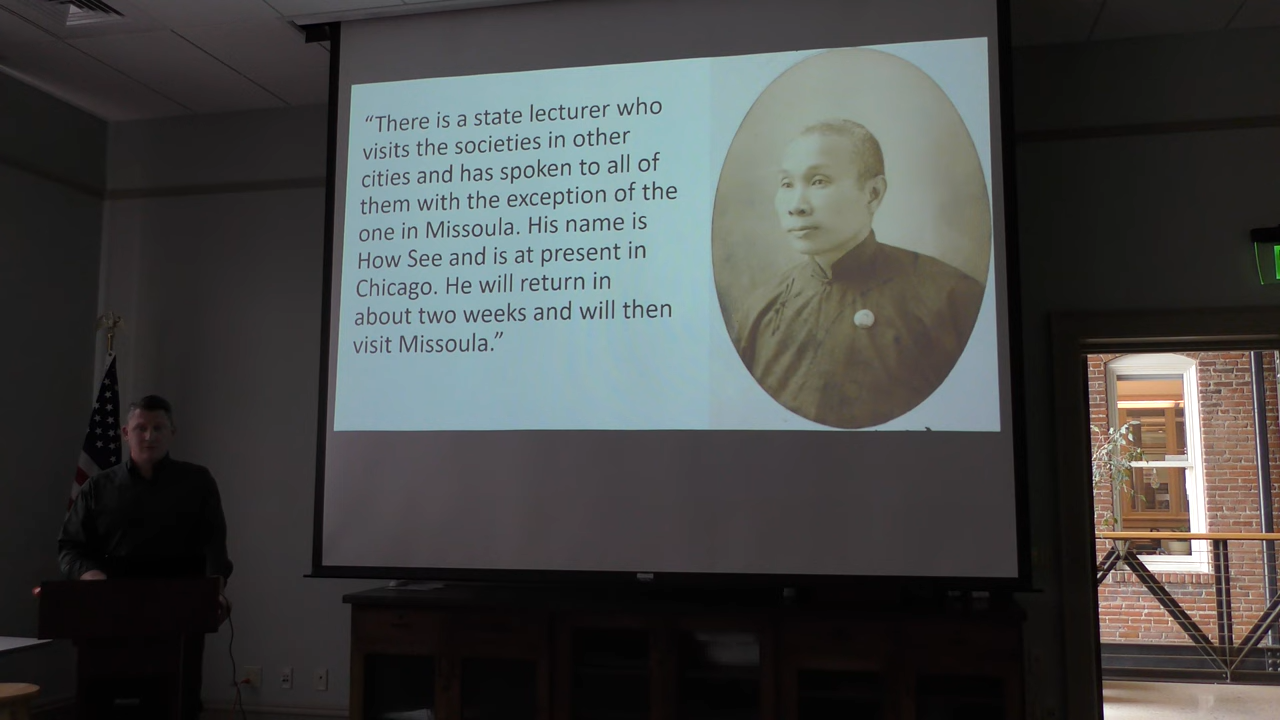 “There is a state lecturer who
visits the societies in other
cities and has spoken to all of
them with the exception of the
one in Missoula. His name is
How See and is at present in
Chicago. He will return in
about two weeks and will then
visit Missoula.”